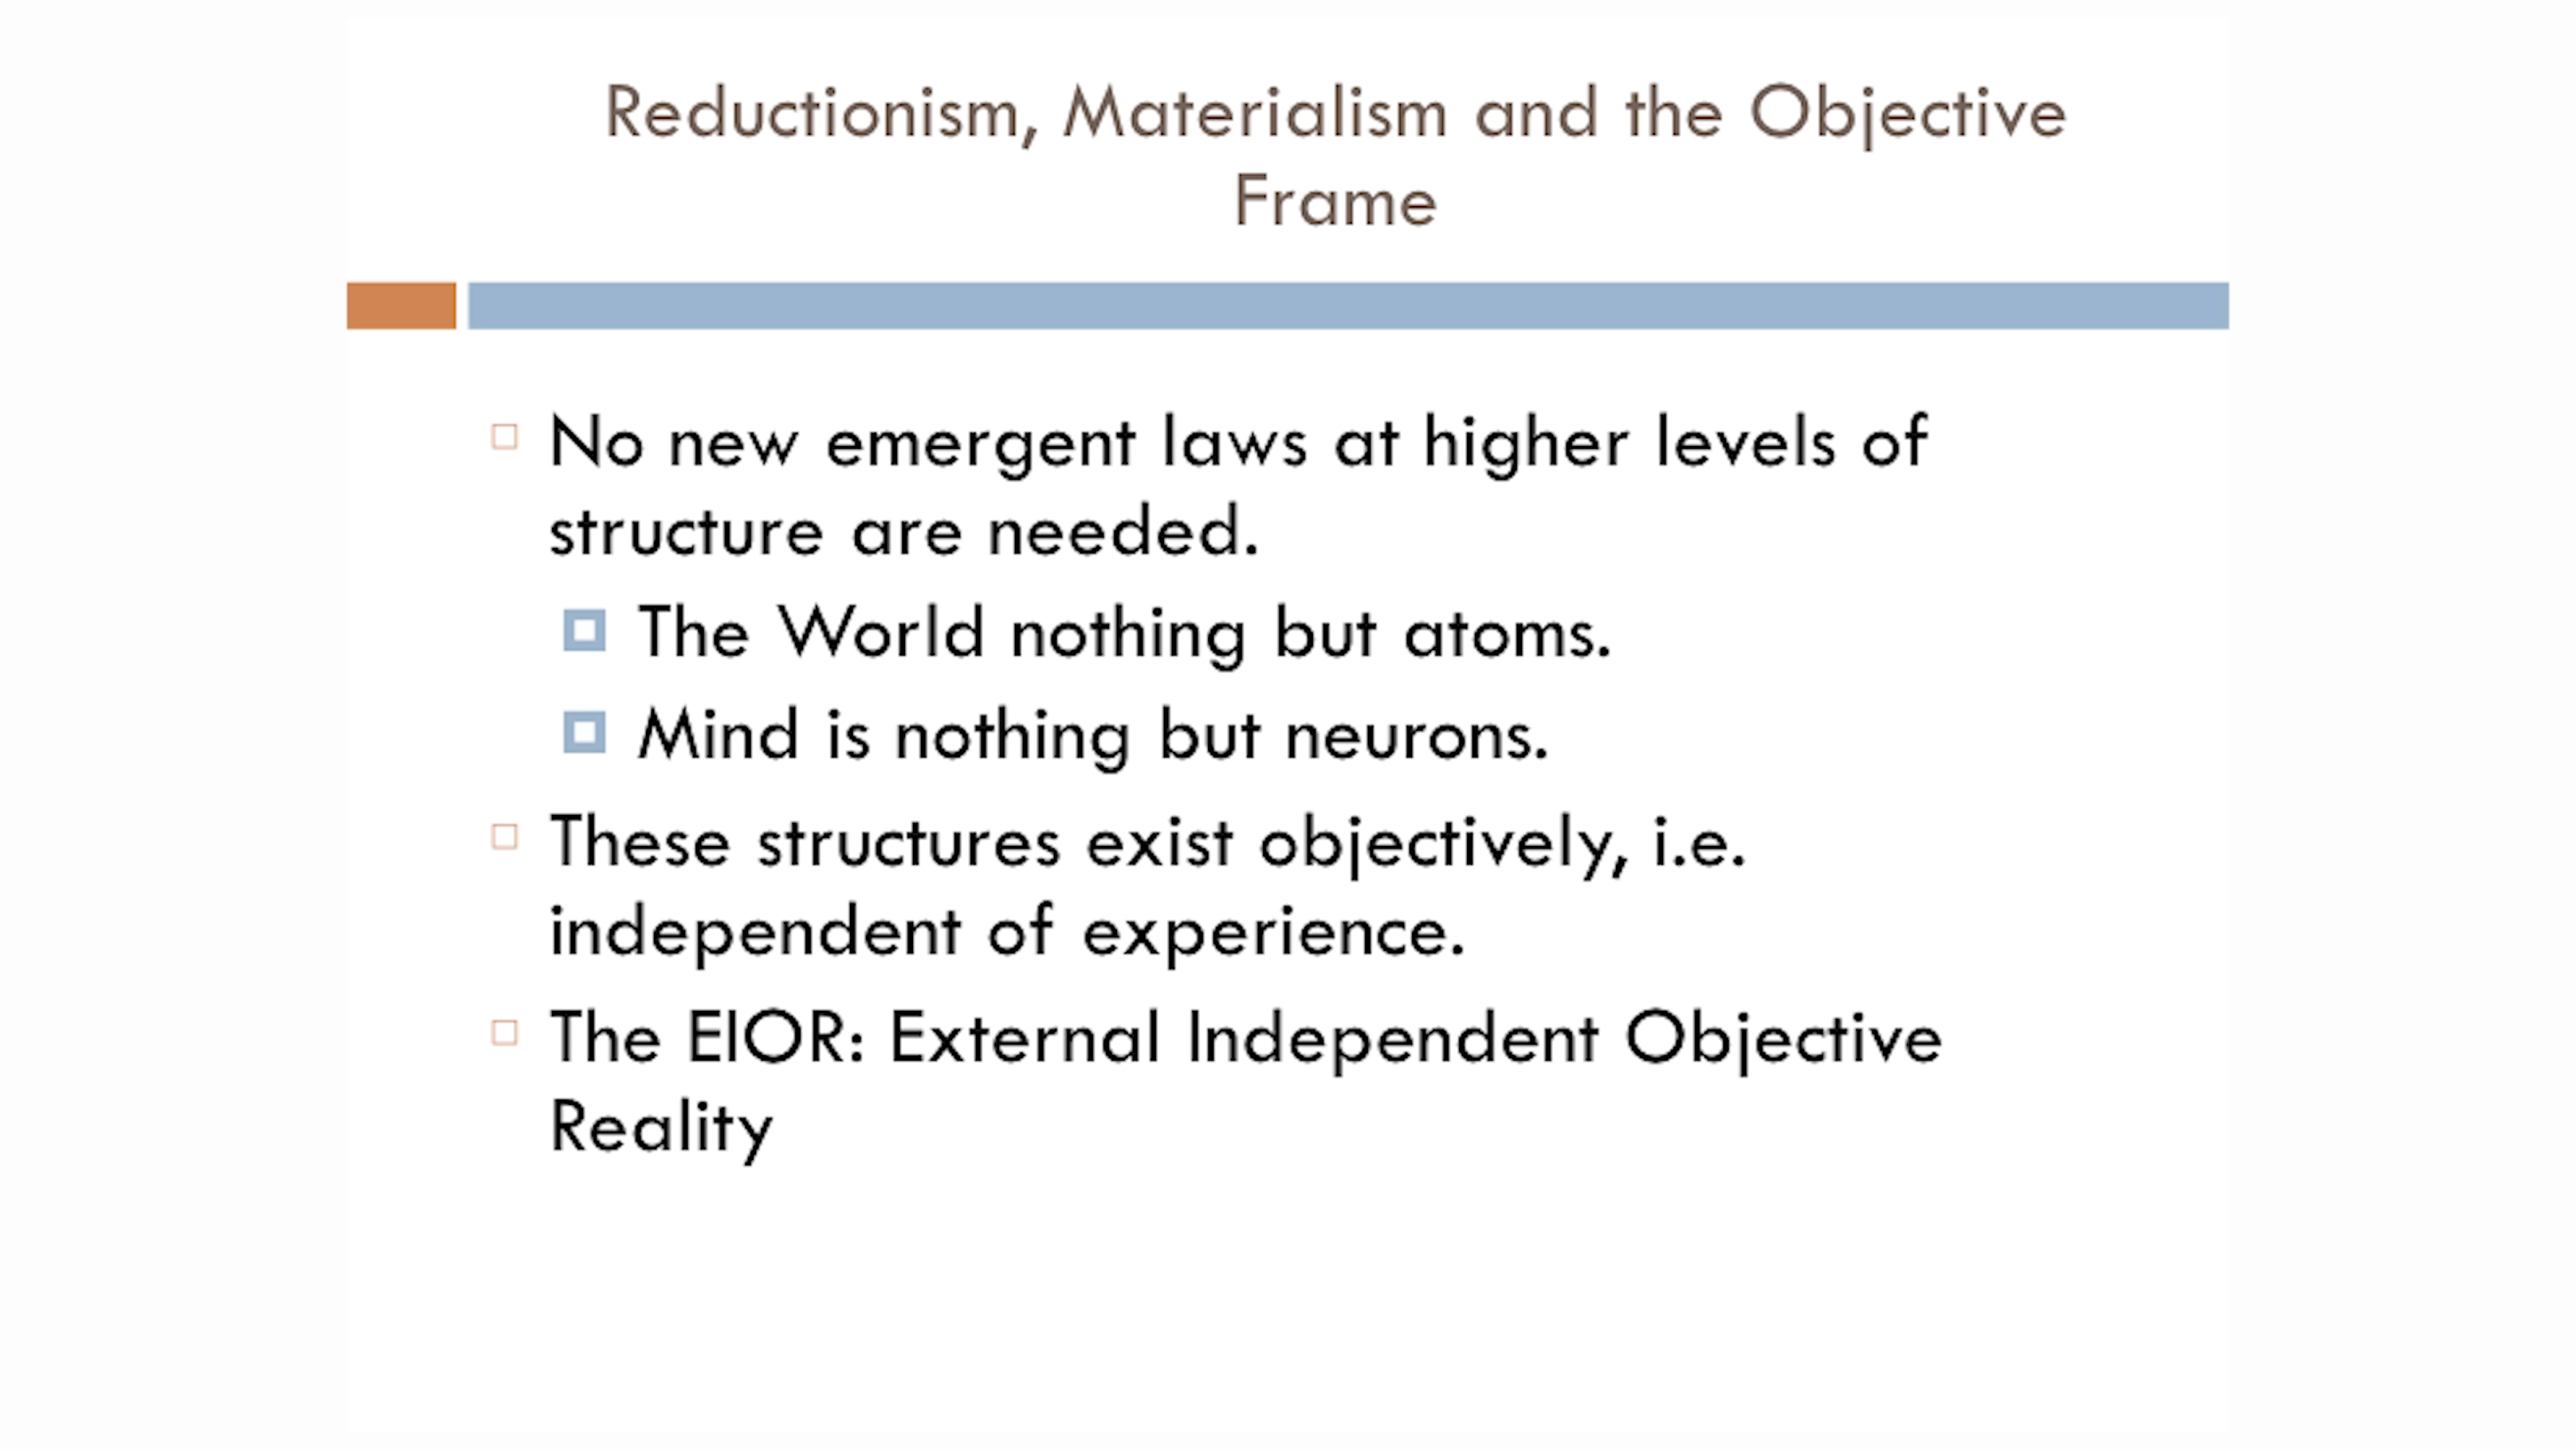 Reductionism, Materialism and the Objective
Frame
No new emergent laws at higher levels of
structure are needed.
The World nothing but atoms.
Mind is nothing but neurons.
These structures exist objectively, i.e.
independent of experience.
The EIOR: External Independent Objective
Reality